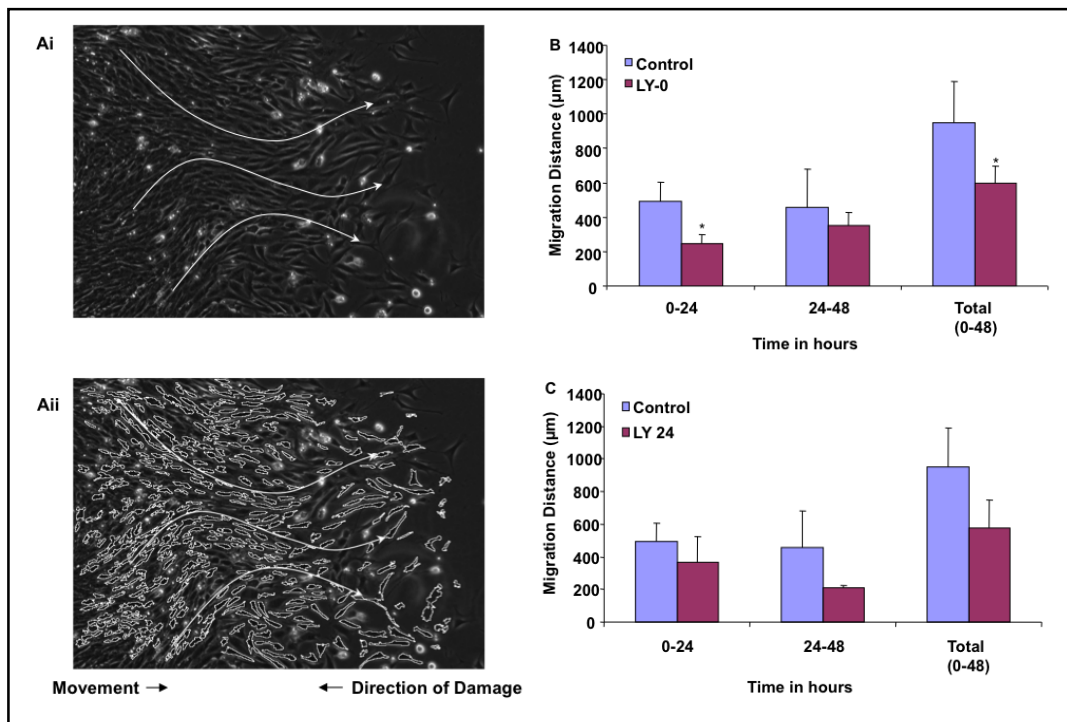 Ai
Aii
Movement → ← Direction of Damage
B
1400
1200
1000
800
600
400
200
0
Migration Distance (µm)
Control
LY-0
*
*
0-24 24-48 Total
(0-48)
Time in hours
C
1400
1200
1000
800
600
400
200
0
Migration Distance (µm)
Control
LY 24
0-24 24-48 Total
(0-48)
Time in hours